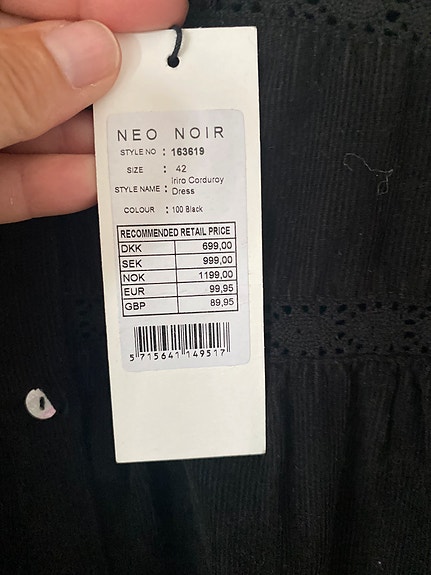 NEO NOIR
STYLE NO : 163619
SIZE : 42
STYLE NAME : Iriro Corduroy
Dress
COLOUR : 100 Black
RECOMMENDED RETAIL PRICE
DKK 699,00
SEK 999,00
NOK 1199,00
EUR 99,95
GBP 89,95
5 715641 149517